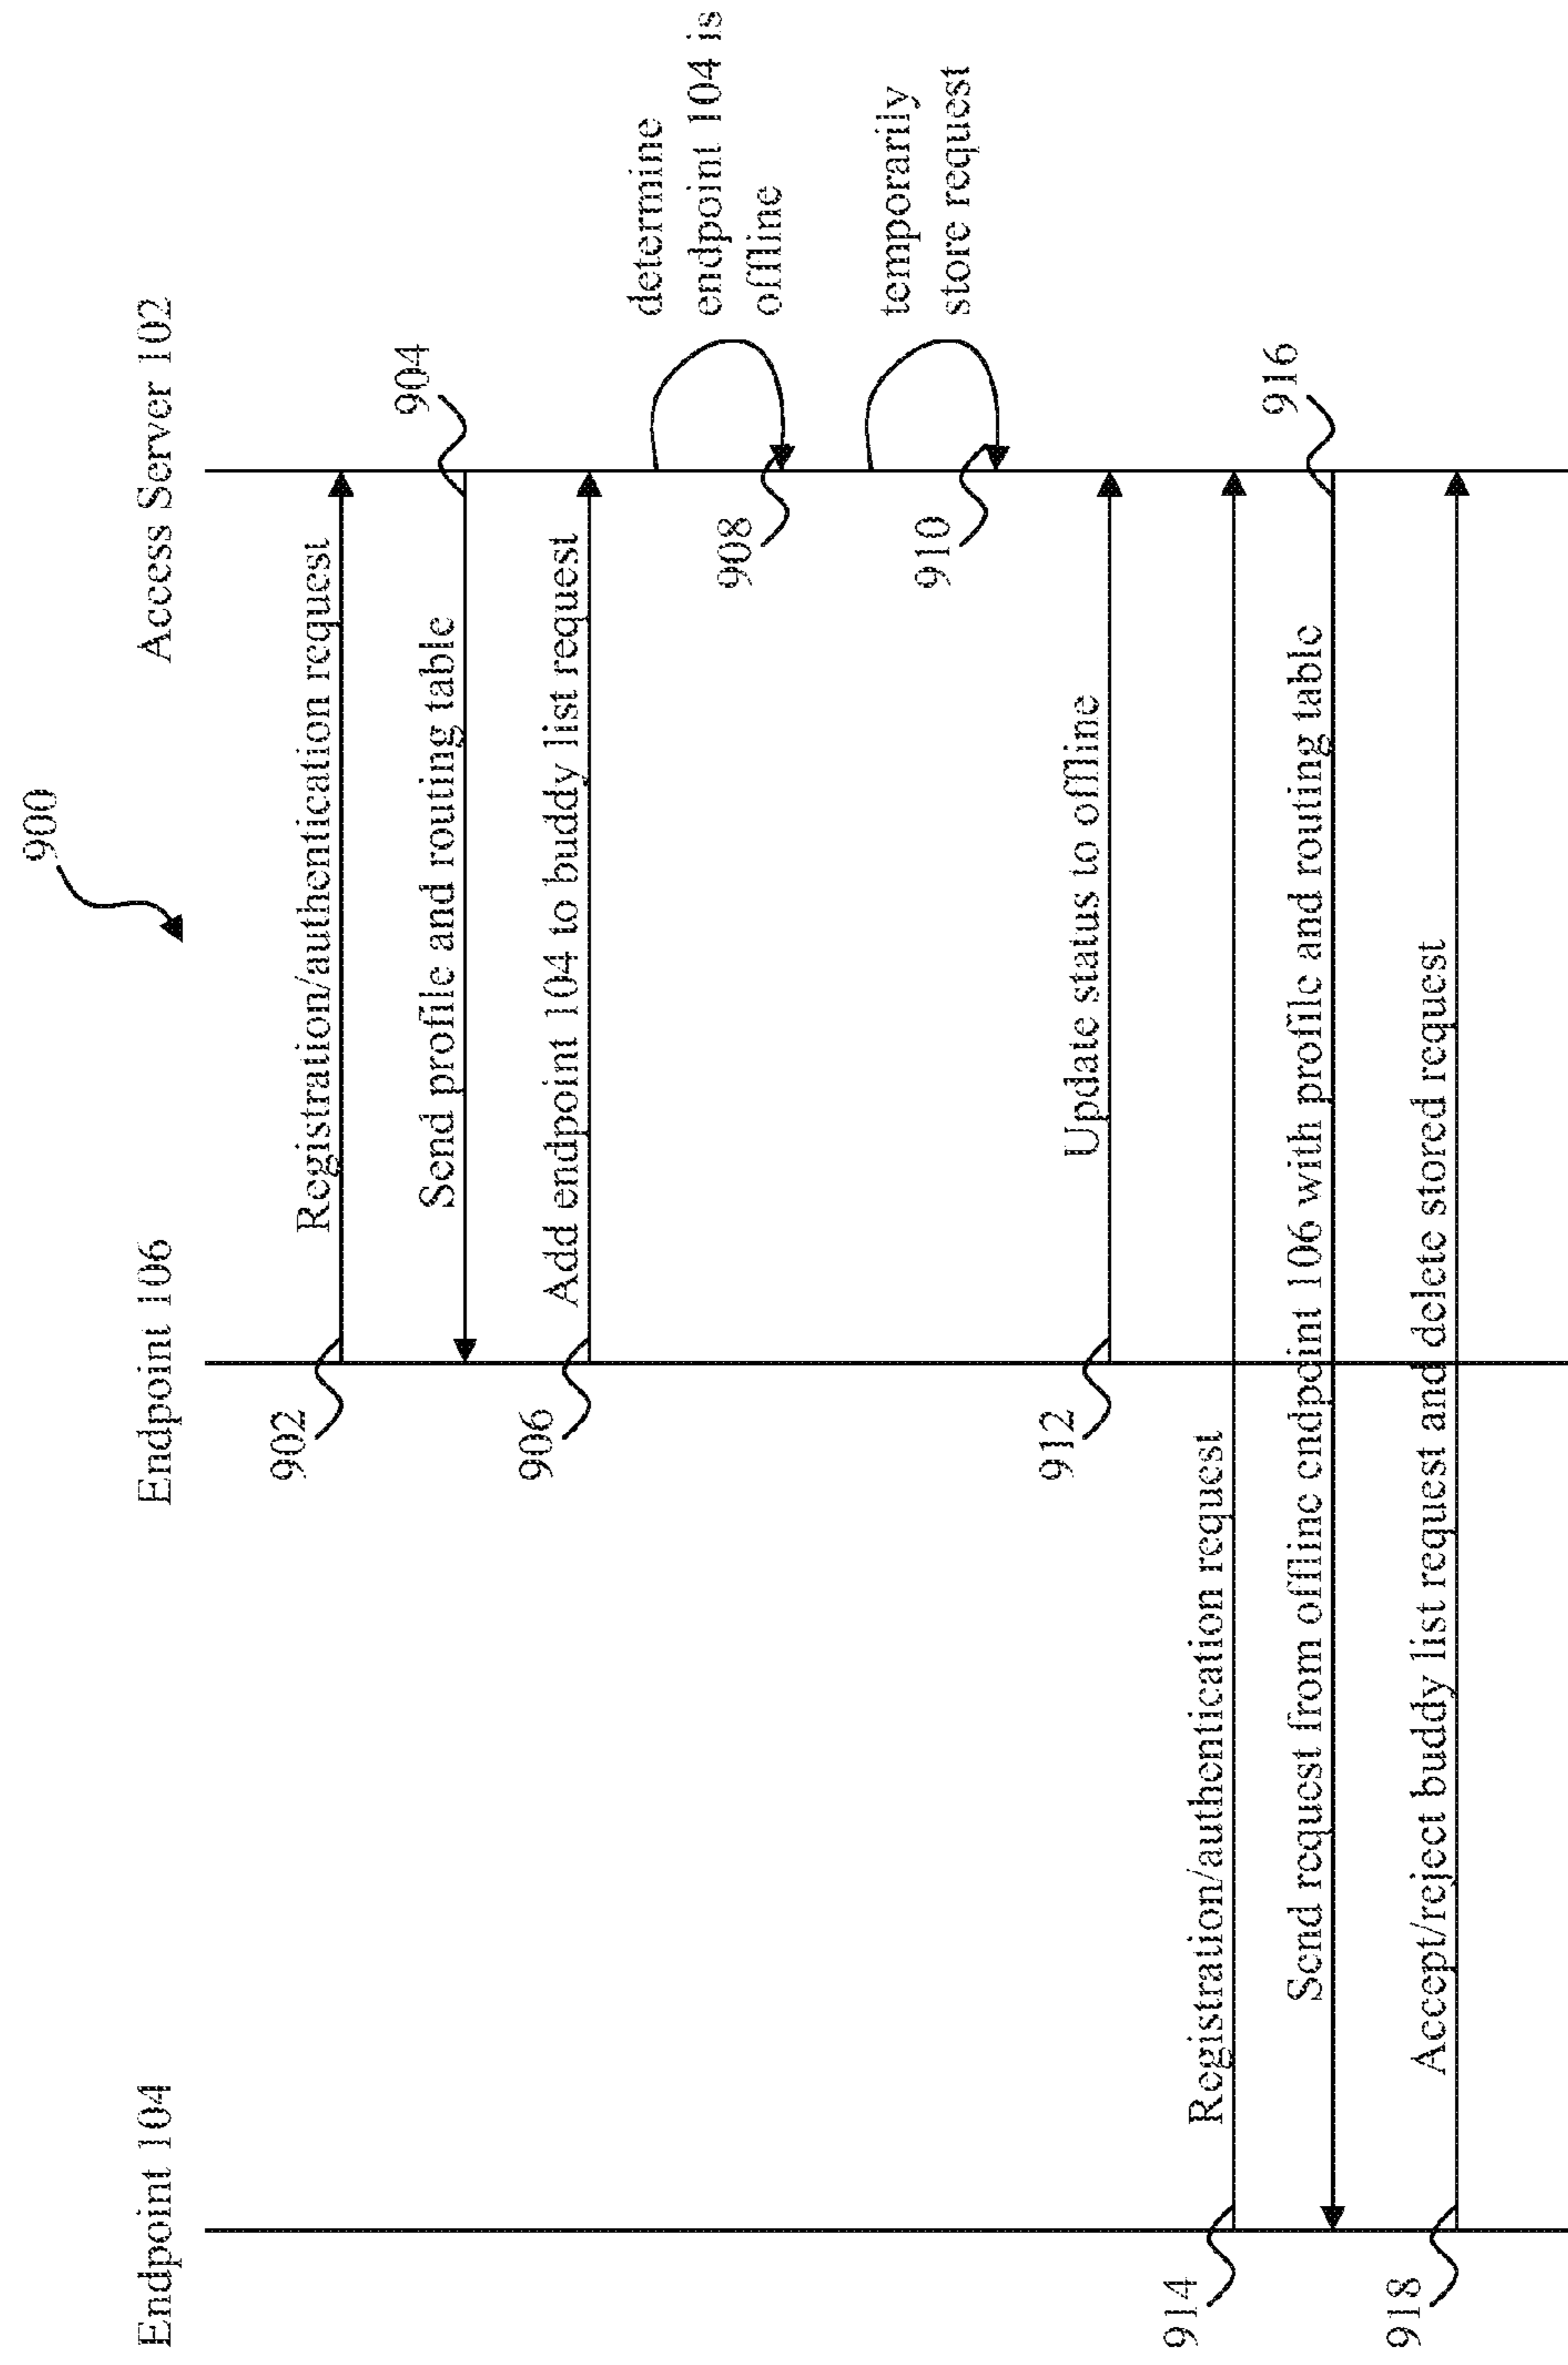 900
Endpoint 104
Endpoint 106
Access Server 102
902
Registration/authentication request
904
Send profile and routing table
906
Add endpoint 104 to buddy list request
determine
endpoint 104 is
offline
908
temporarily
store request
910
912
Update status to offline
914
Registration/authentication request
916
Send request from offline endpoint 106 with profile and routing table
918
Accept/reject buddy list request and delete stored request